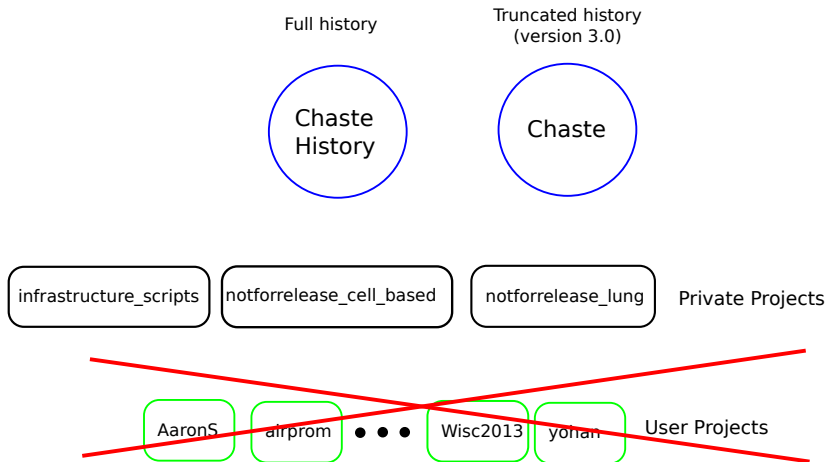 Full history
Truncated history
(version 3.0)
Chaste
History
Chaste
infrastructure_scripts
notforrelease_cell_based
notforrelease_lung
Private Projects
AaronS
airprom
Wisc2013
yohan
User Projects